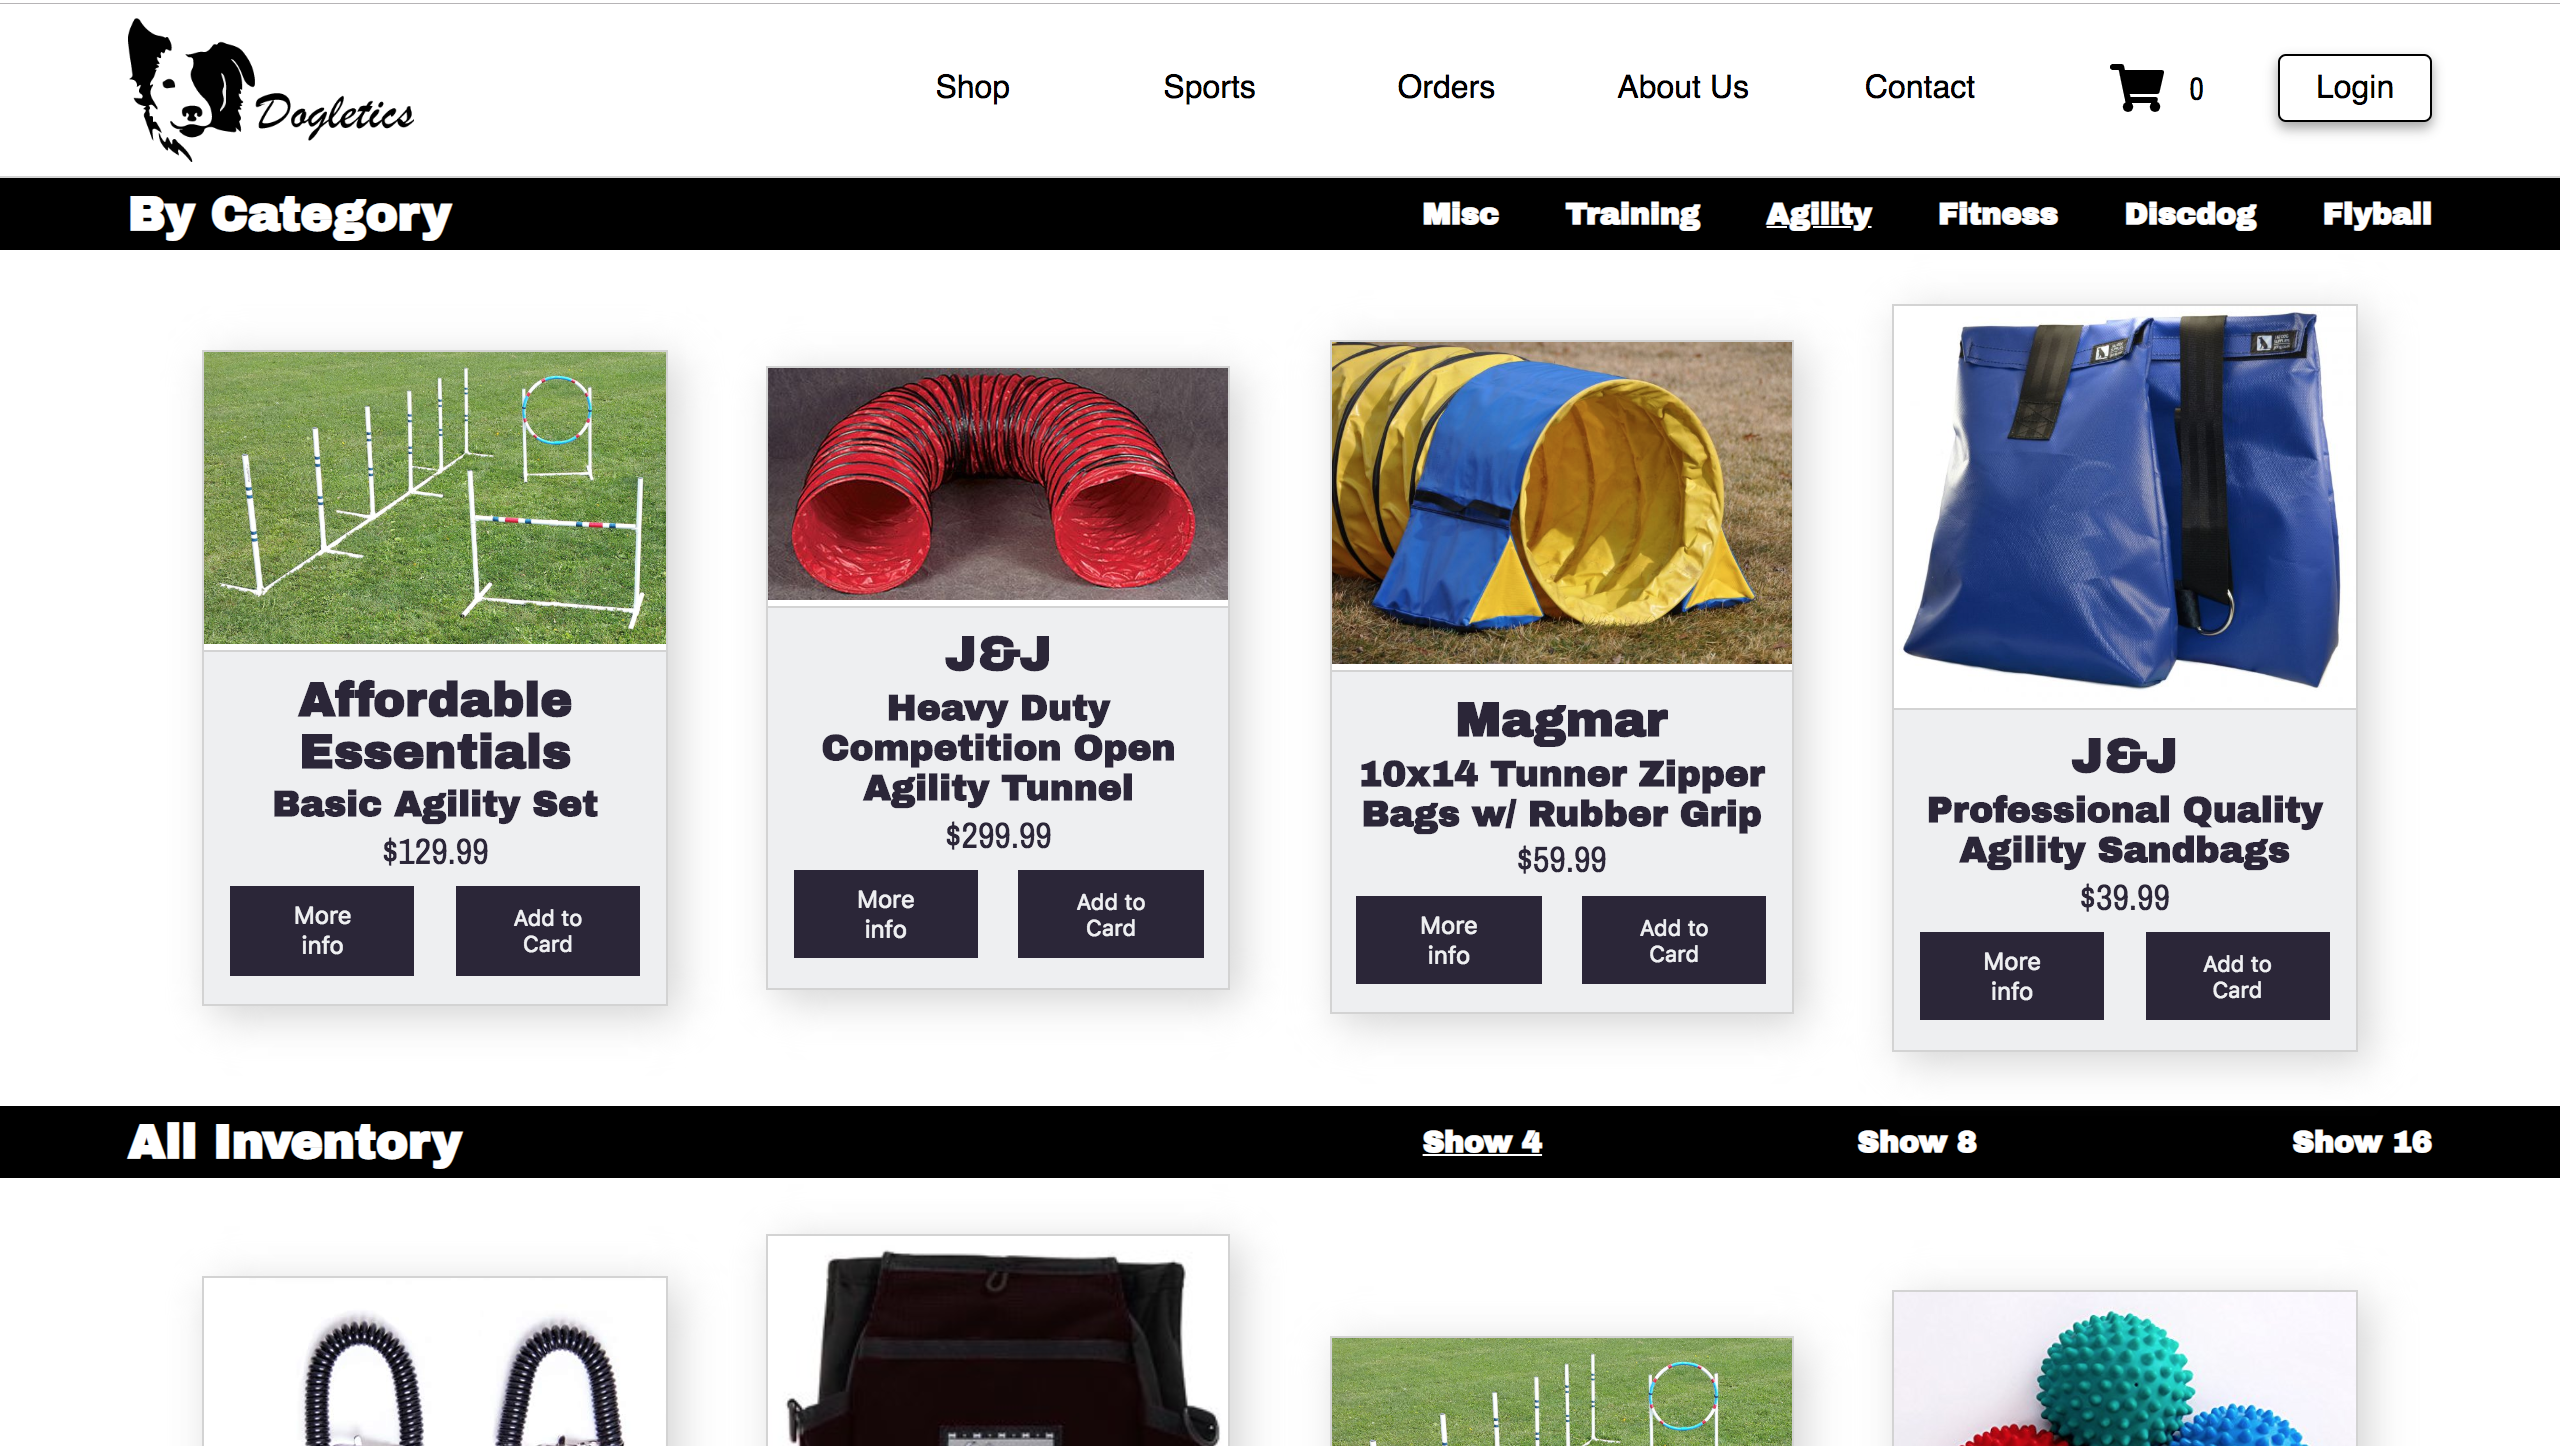 Dogletics
Shop
Sports
Orders
About Us
Contact
0
Login
By Category
Misc
Training
Agility
Fitness
Discdog
Flyball
Affordable
Essentials
Basic Agility Set
$129.99
More
info
Add to
Card
J&J
Heavy Duty
Competition Open
Agility Tunnel
$299.99
More
info
Add to
Card
Magmar
10x14 Tunner Zipper
Bags w/ Rubber Grip
$59.99
More
info
Add to
Card
J&J
Professional Quality
Agility Sandbags
$39.99
More
info
Add to
Card
All Inventory
Show 4
Show 8
Show 16